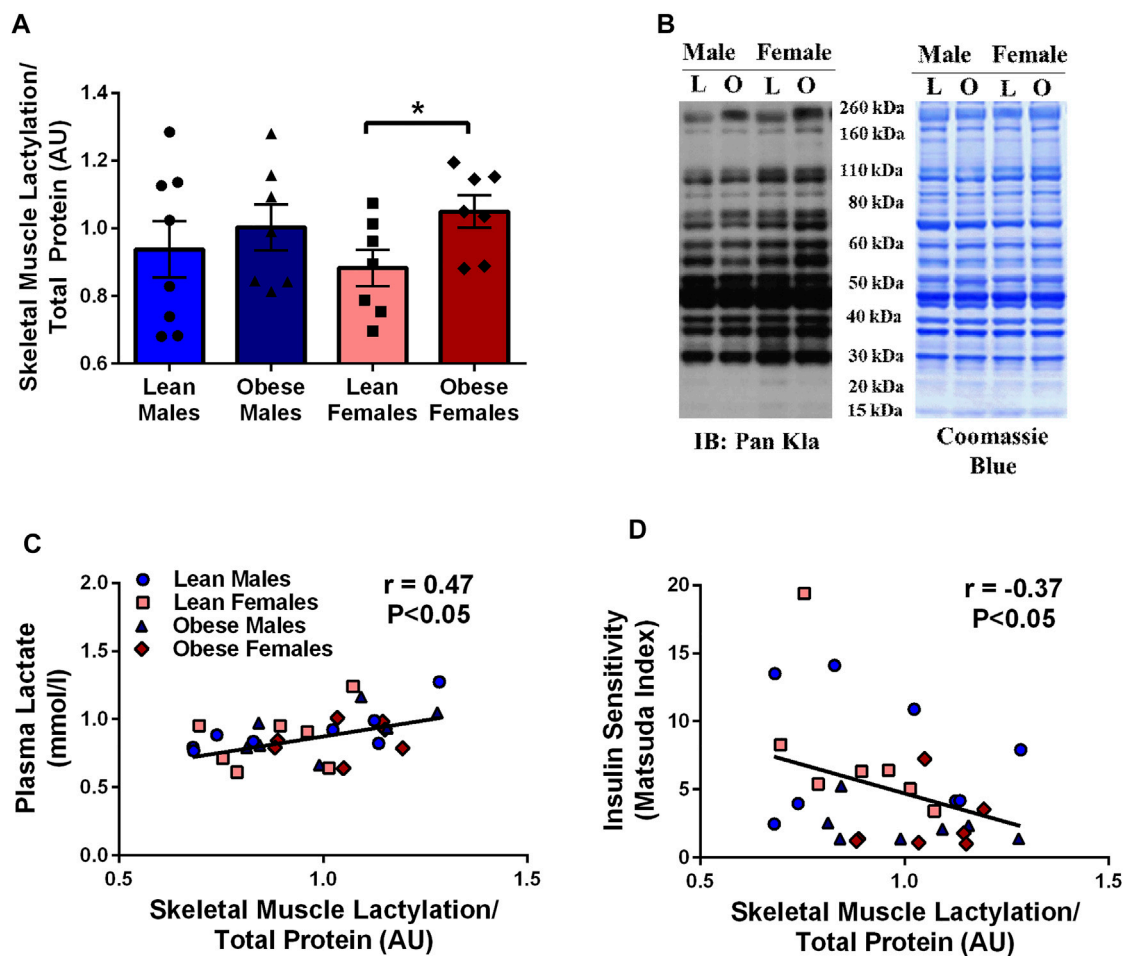 A
Skeletal Muscle Lactylation/
Total Protein (AU)
1.4
1.2
1.0
0.8
0.6
*
Lean
Males
Obese
Males
Lean
Females
Obese
Females
B
Male Female
L O L O
260 kDa
160 kDa
110 kDa
80 kDa
60 kDa
50 kDa
40 kDa
30 kDa
20 kDa
15 kDa
IB: Pan Kla
Male Female
L O L O
Coomassie
Blue
C
Plasma Lactate
(mmol/l)
2.0
1.5
1.0
0.5
0.0
Lean Males
Lean Females
Obese Males
Obese Females
r = 0.47
P<0.05
0.5 1.0 1.5
Skeletal Muscle Lactylation/
Total Protein (AU)
D
Insulin Sensitivity
(Matsuda Index)
20
15
10
5
0
r = -0.37
P<0.05
0.5 1.0 1.5
Skeletal Muscle Lactylation/
Total Protein (AU)